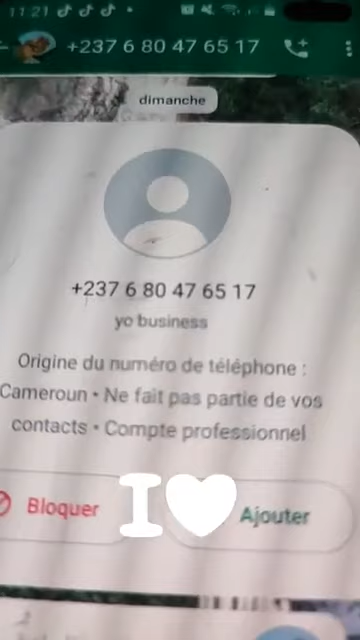 11:21
+237 6 80 47 65 17
dimanche
+237 6 80 47 65 17
yo business
Origine du numéro de téléphone :
Cameroun • Ne fait pas partie de vos
contacts • Compte professionnel
Bloquer
I
Ajouter